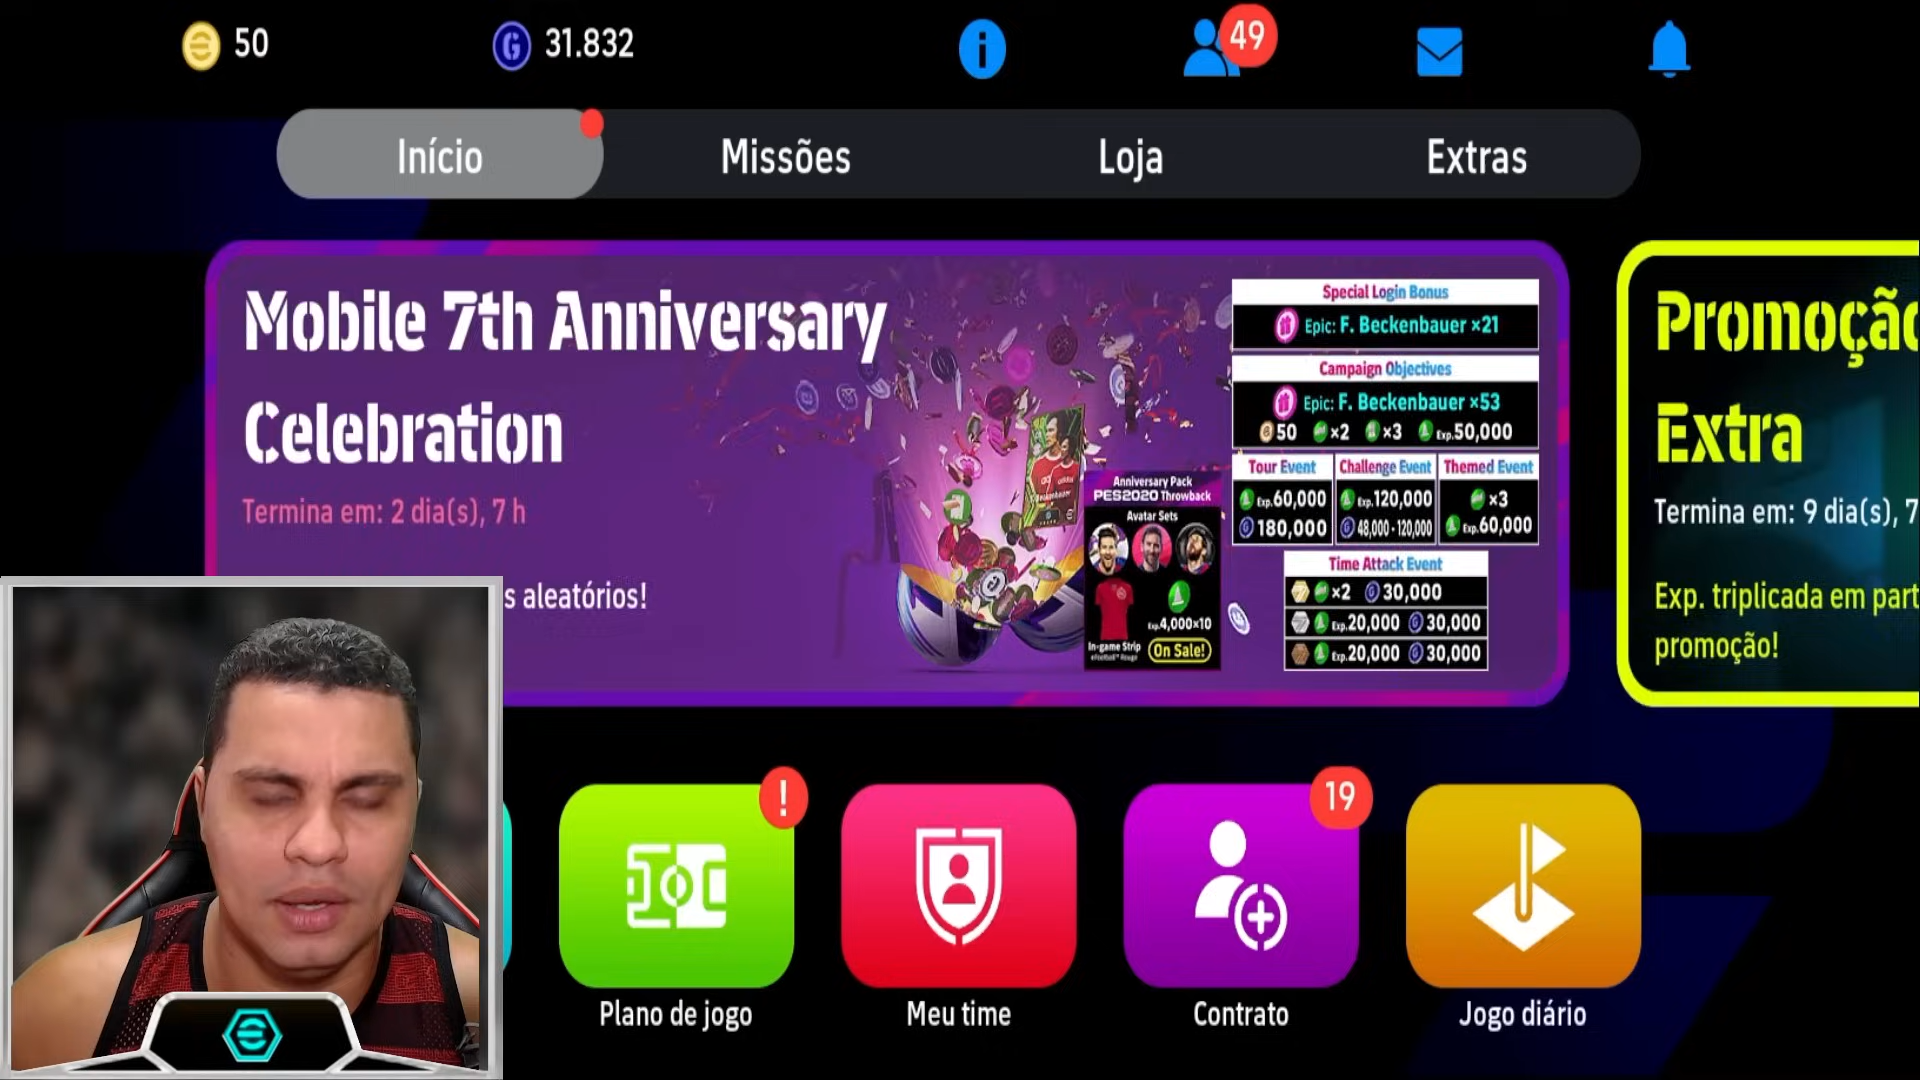 50
31.832
49
Início
Missões
Loja
Extras
Mobile 7th Anniversary
Celebration
Termina em: 2 dia(s), 7 h
s aleatórios!
Anniversary Pack
PES2020 Throwback
Avatar Sets
Exp.4,000×10
In-game Strip
On Sale!
Special Login Bonus
Epic: F. Beckenbauer ×21
Campaign Objectives
Epic: F. Beckenbauer ×53
50 ×2 ×3 Exp.50,000
Tour Event
Exp.60,000
180,000
Challenge Event
Exp.120,000
48,000 - 120,000
Themed Event
×3
Exp.60,000
Time Attack Event
×2 30,000
Exp.20,000 30,000
Exp.20,000 30,000
Promoção
Extra
Termina em: 9 dia(s), 7
Exp. triplicada em part
promoção!
!
19
Plano de jogo
Meu time
Contrato
Jogo diário